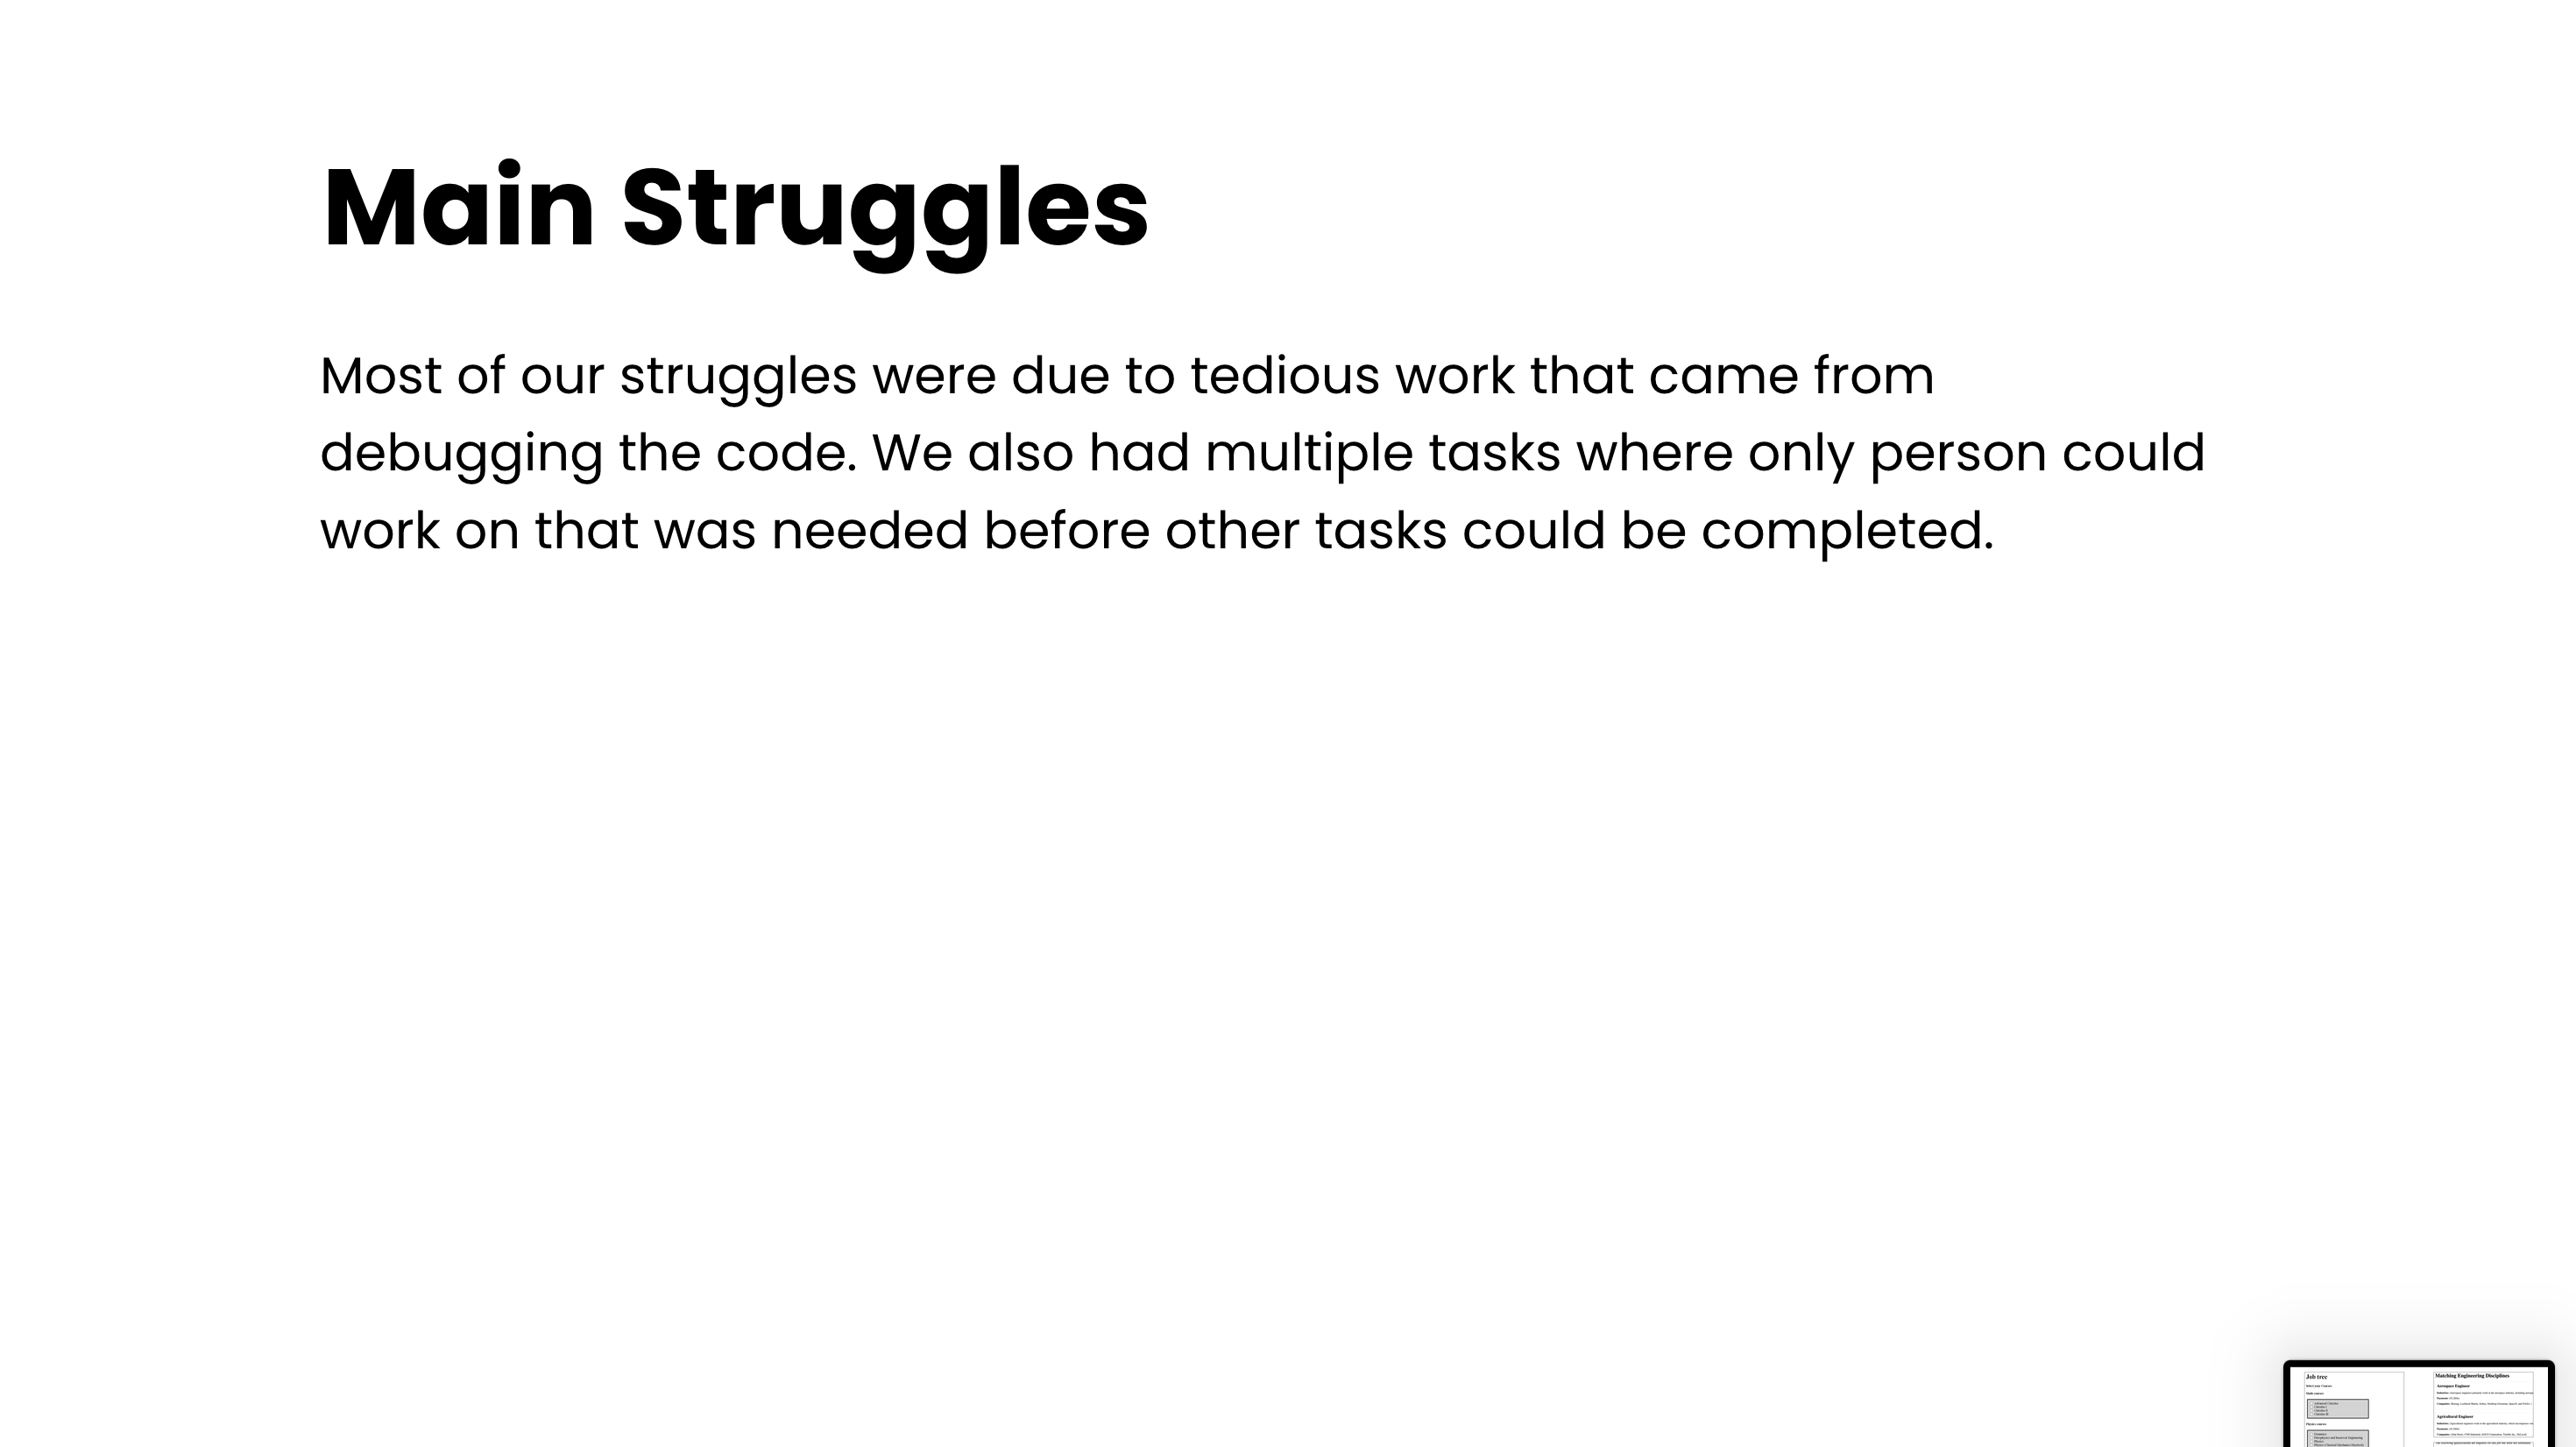 Main Struggles
Most of our struggles were due to tedious work that came from
debugging the code. We also had multiple tasks where only person could
work on that was needed before other tasks could be completed.
Job tree
Matching Engineering Disciplines
Aerospace Engineer
Agricultural Engineer